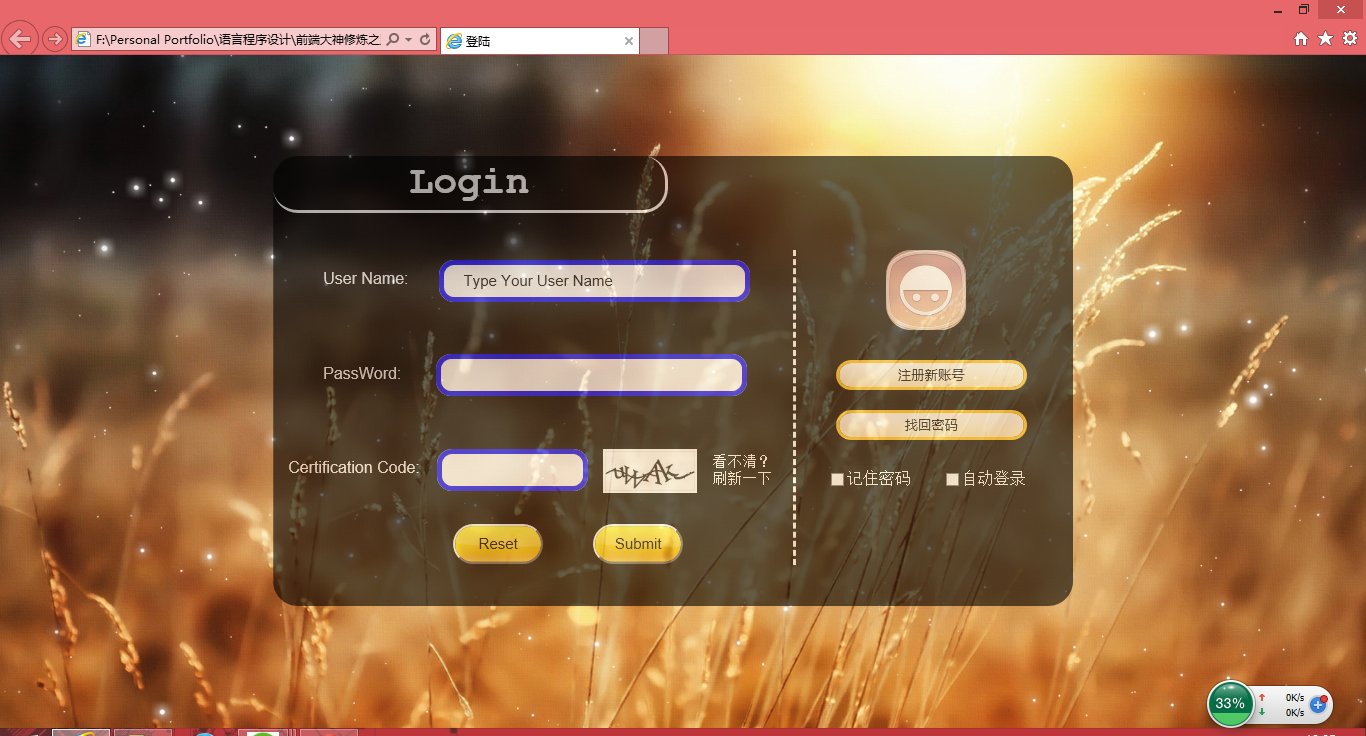 F:\Personal Portfolio\语言程序设计\前端大神修炼之
登陆
Login
User Name:
Type Your User Name
PassWord:
Certification Code:
看不清？
刷新一下
Reset
Submit
注册新账号
找回密码
记住密码
自动登录
33%
0K/s
0K/s